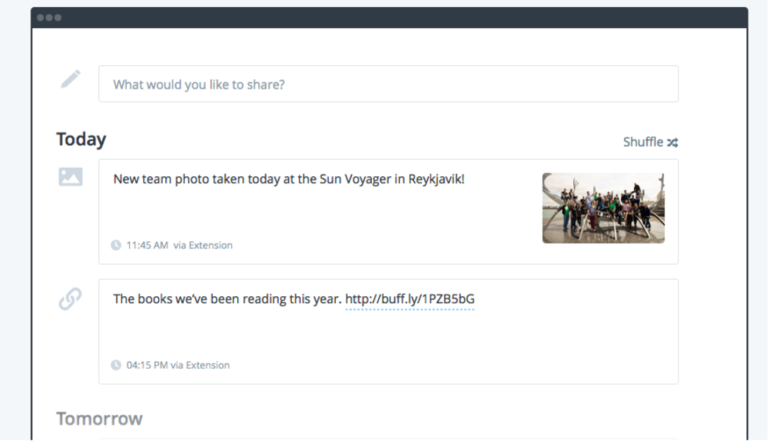 What would you like to share?
Today
Shuffle
New team photo taken today at the Sun Voyager in Reykjavik!
11:45 AM via Extension
The books we've been reading this year. http://buff.ly/1PZB5bG
04:15 PM via Extension
Tomorrow